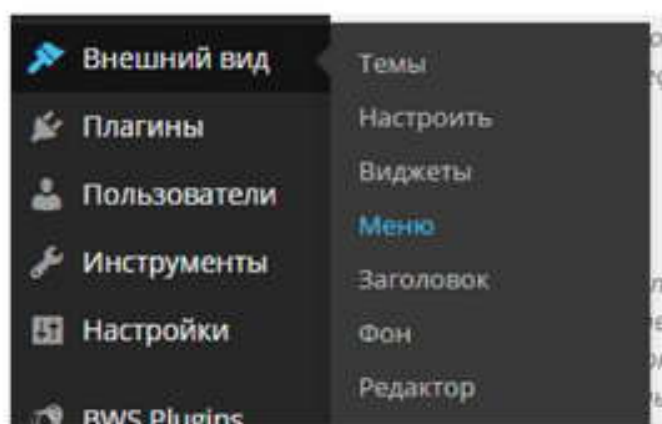 Внешний вид
Плагины
Пользователи
Инструменты
Настройки
BWS Plugins
Темы
Настроить
Виджеты
Меню
Заголовок
Фон
Редактор